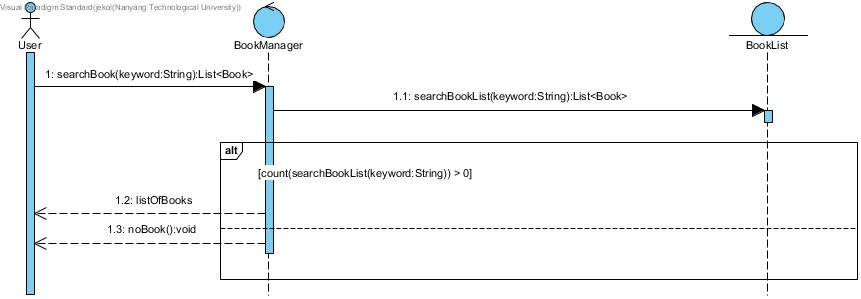 Visual Paradigm Standard(jekol(Nanyang Technological University))
User
BookManager
BookList
1: searchBook(keyword:String):List<Book>
1.1: searchBookList(keyword:String):List<Book>
alt
[count(searchBookList(keyword:String)) > 0]
1.2: listOfBooks
1.3: noBook():void